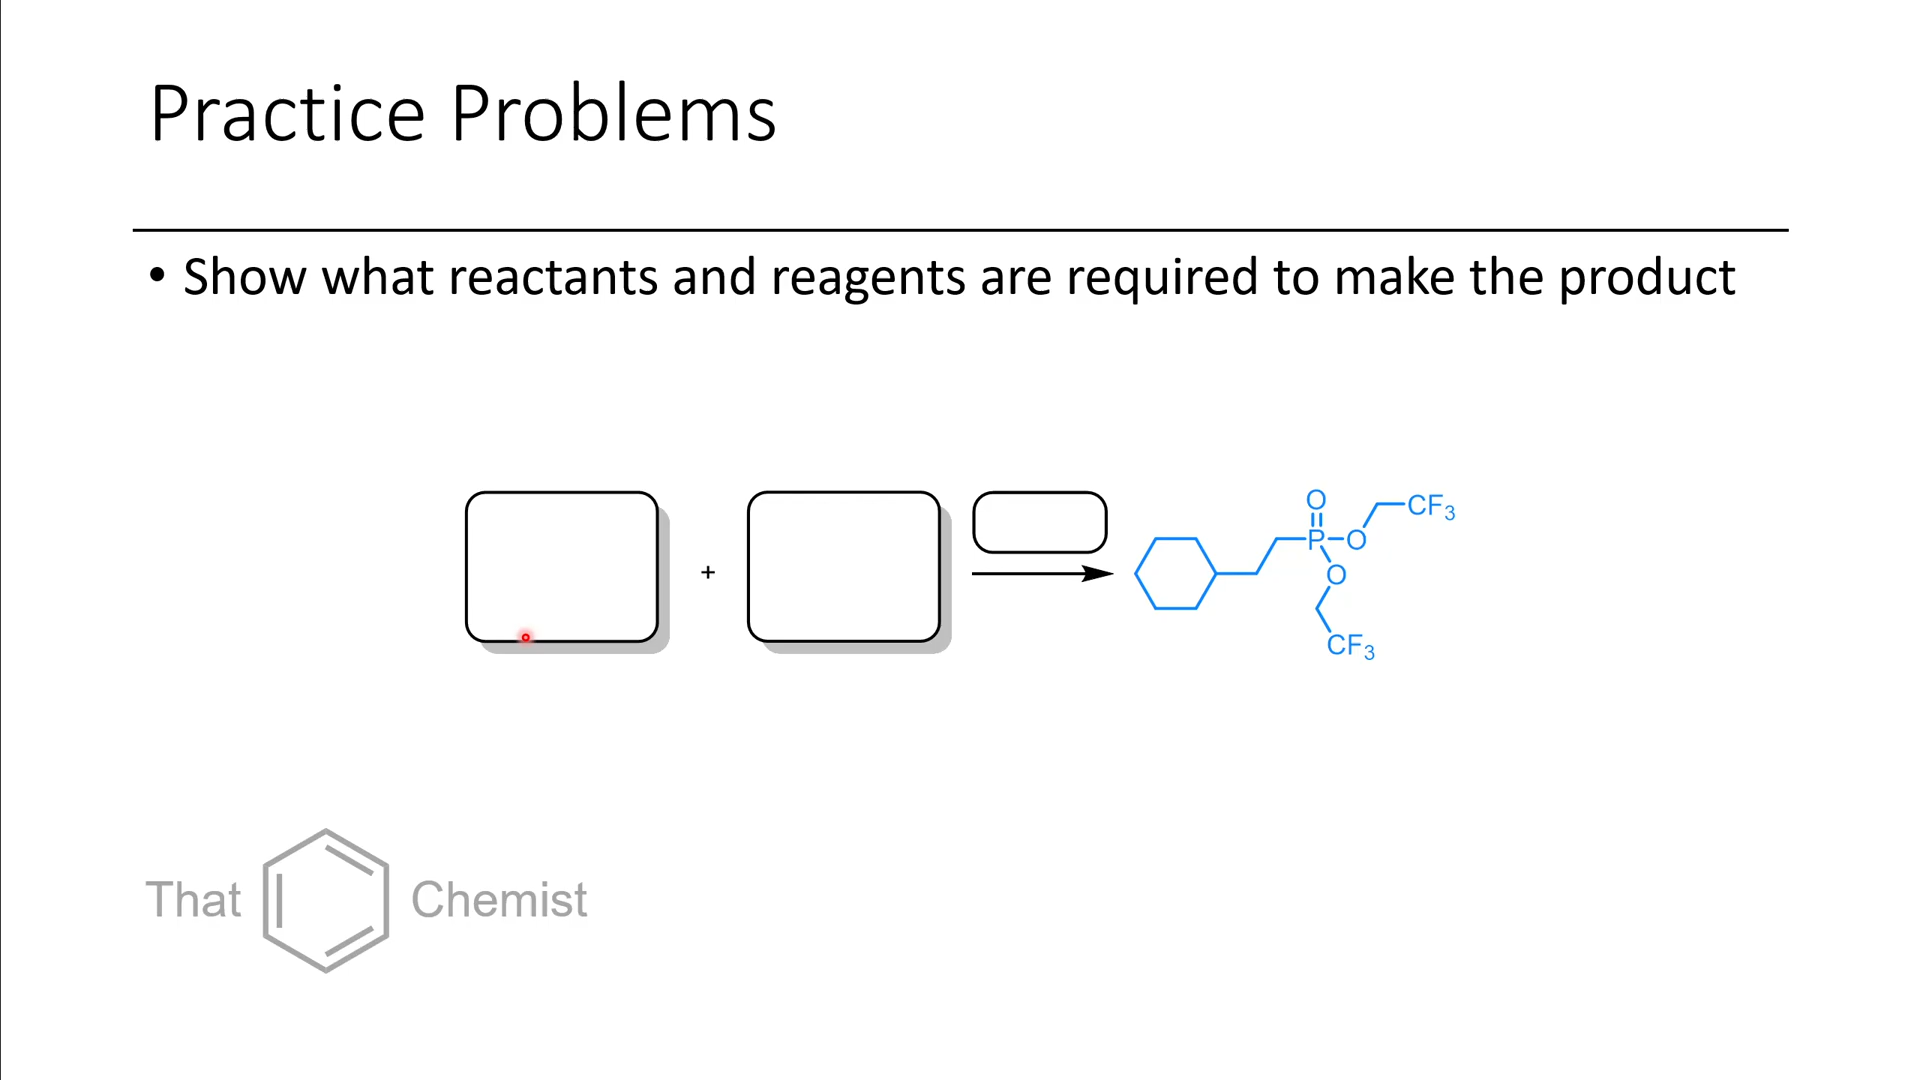 Practice Problems
• Show what reactants and reagents are required to make the product
+
O
P
O
CF3
O
CF3
That Chemist